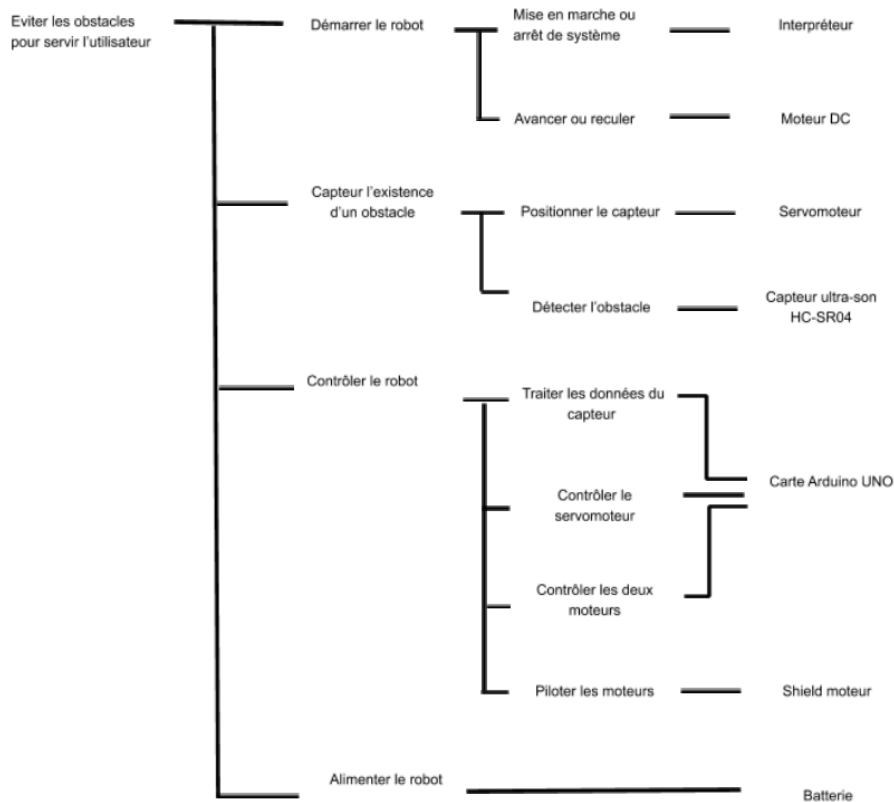 Eviter les obstacles
pour servir l'utilisateur
Démarrer le robot
Mise en marche ou
arrêt de système
Interpréteur
Avancer ou reculer
Moteur DC
Capteur l'existence
d'un obstacle
Positionner le capteur
Servomoteur
Détecter l'obstacle
Capteur ultra-son
HC-SR04
Contrôler le robot
Traiter les données du
capteur
Carte Arduino UNO
Contrôler le
servomoteur
Contrôler les deux
moteurs
Piloter les moteurs
Shield moteur
Alimenter le robot
Batterie